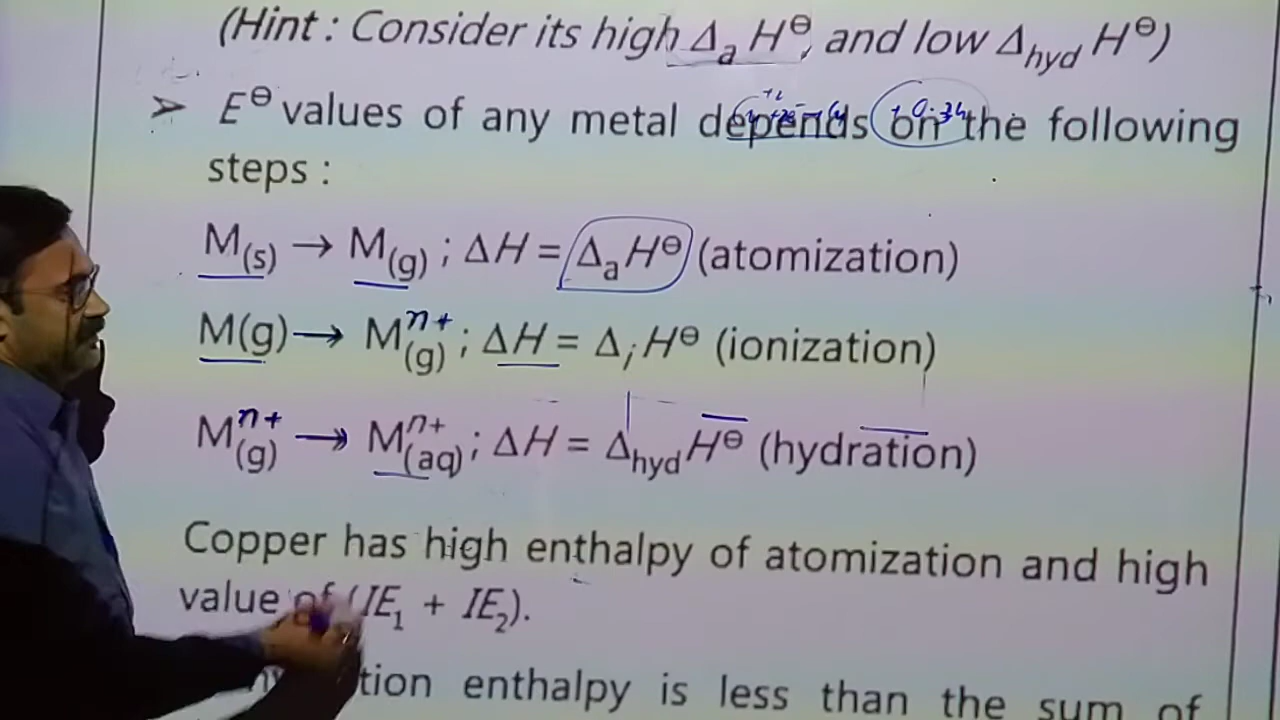 (Hint : Consider its high Δₐ H⊖, and low Δhyd H⊖)
➢ E⊖ values of any metal depends on the following
+0.34
steps :
M(s) → M(g) ; ΔH = ΔₐH⊖ (atomization)
M(g) → Mⁿ⁺(g) ; ΔH = ΔᵢH⊖ (ionization)
Mⁿ⁺(g) → Mⁿ⁺(aq) ; ΔH = ΔhydH⊖ (hydration)
Copper has high enthalpy of atomization and high
value of (IE₁ + IE₂).
enthalpy is less than the sum of